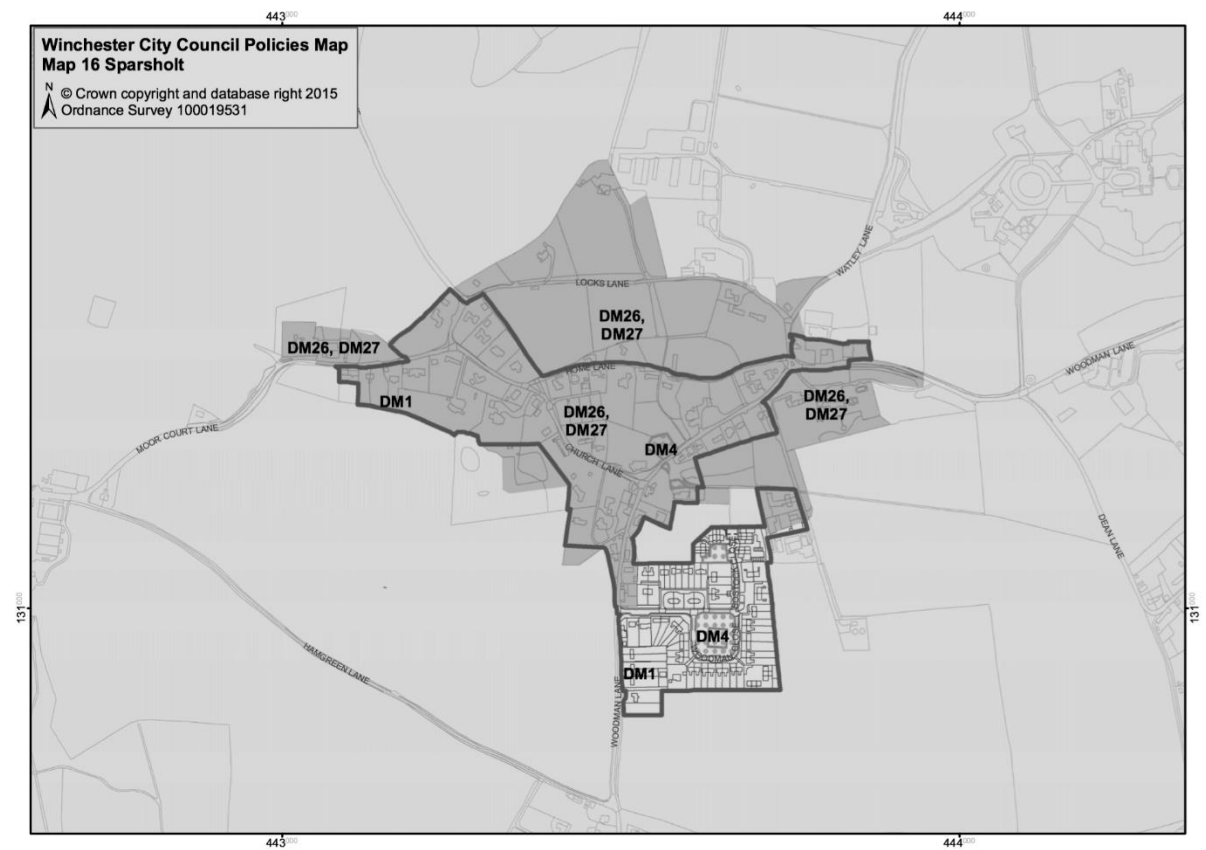 443000
444000
Winchester City Council Policies Map
Map 16 Sparsholt
N
© Crown copyright and database right 2015
Ordnance Survey 100019531
WATLEY LANE
LOCKS LANE
DM26,
DM27
DM26, DM27
WOODMAN LANE
HOME LANE
DM1
DM26,
DM27
DM26,
DM27
MOOR COURT LANE
DM4
CHURCH LANE
DEAN LANE
131000
131000
DM4
WOODMAN CLOSE
HAMGREEN LANE
DM1
WOODMAN LANE
443000
444000